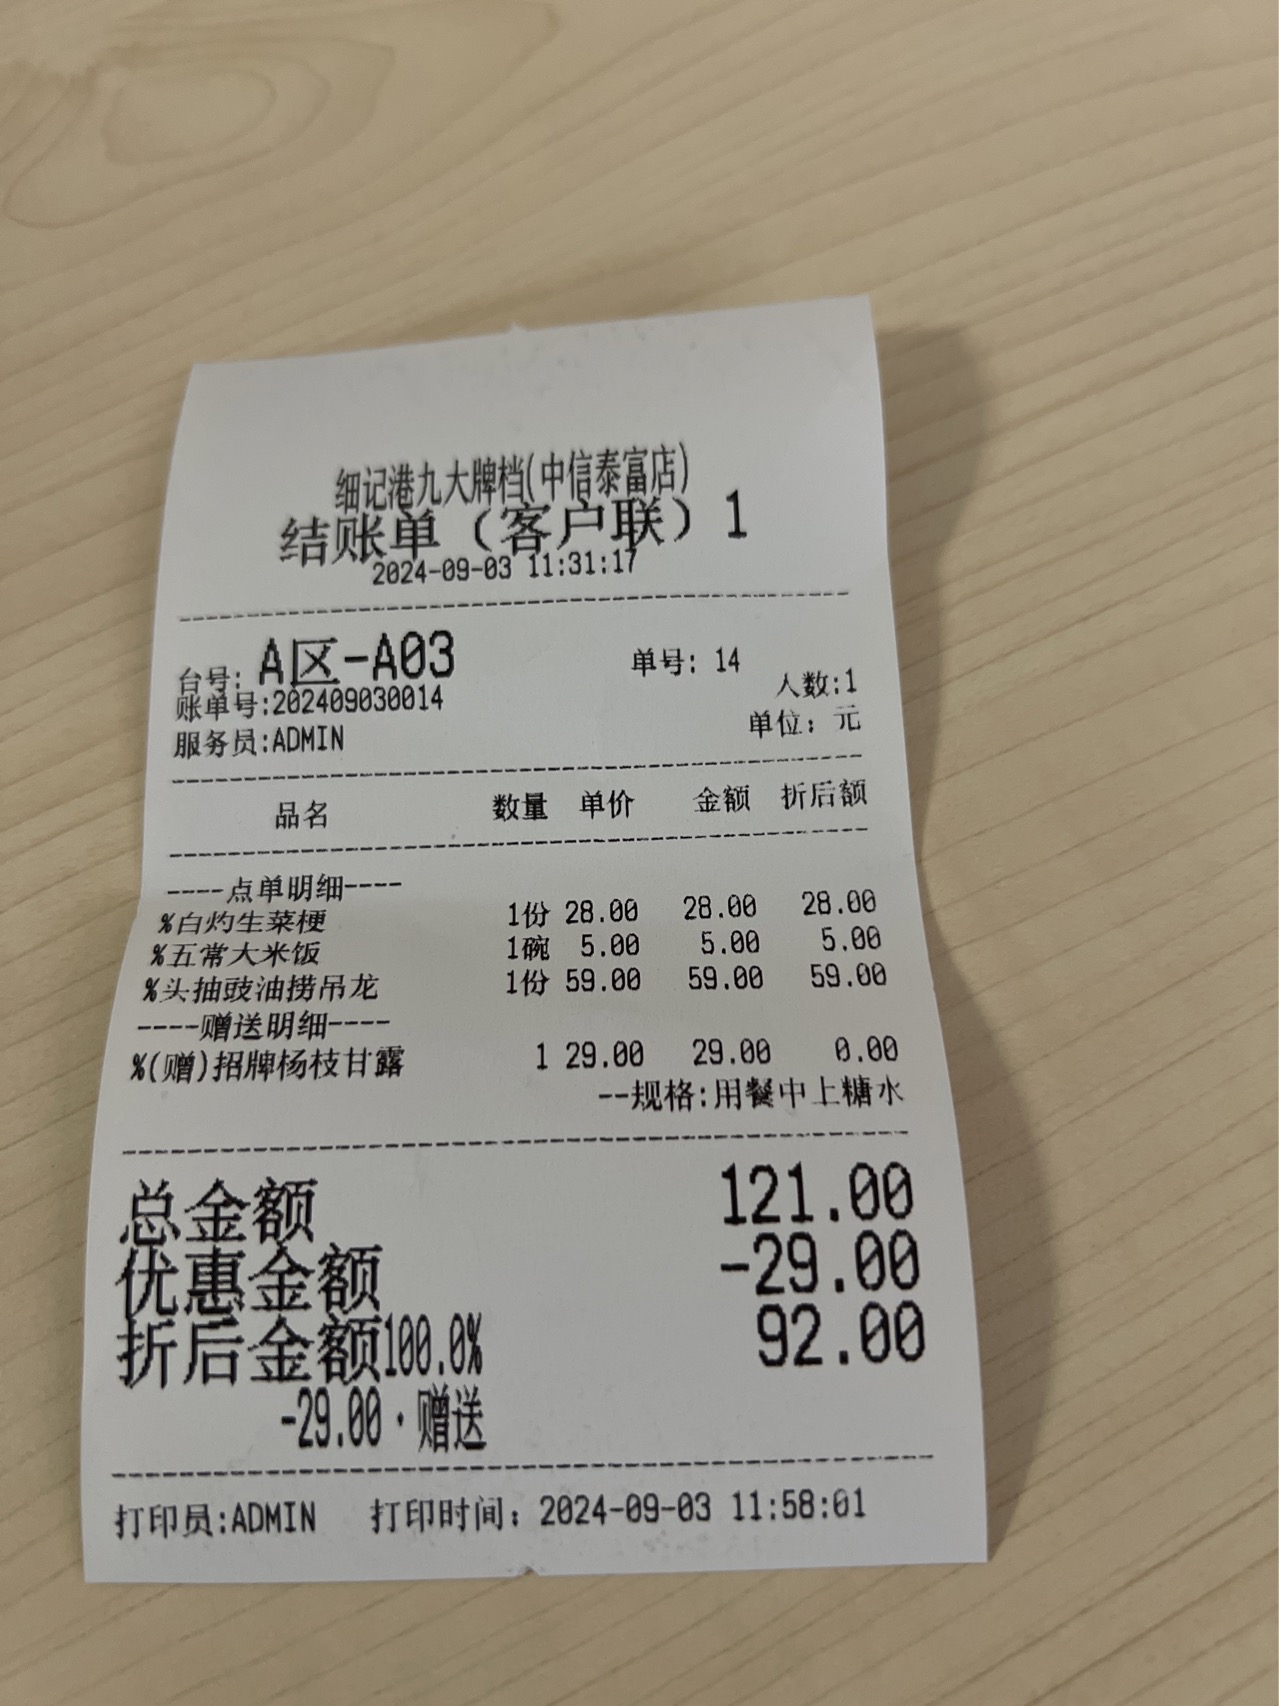 细记港九大牌档(中信泰富店)
结账单（客户联）1
2024-09-03 11:31:17
台号: A区-A03 单号: 14
账单号:202409030014 人数:1
服务员:ADMIN 单位: 元
品名 数量 单价 金额 折后额
----点单明细----
%白灼生菜梗 1份 28.00 28.00 28.00
%五常大米饭 1碗 5.00 5.00 5.00
%头抽豉油捞吊龙 1份 59.00 59.00 59.00
----赠送明细----
%(赠)招牌杨枝甘露 1 29.00 29.00 0.00
--规格:用餐中上糖水
总金额 121.00
优惠金额 -29.00
折后金额100.0% 92.00
-29.00·赠送
打印员:ADMIN 打印时间: 2024-09-03 11:58:01